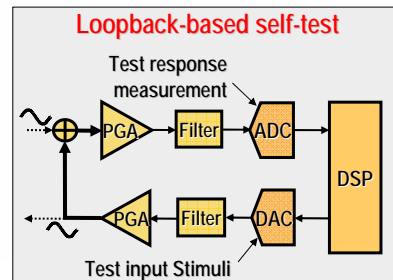 Loopback-based self-test
Test response
measurement
PGA
Filter
ADC
DSP
PGA
Filter
DAC
Test input Stimuli